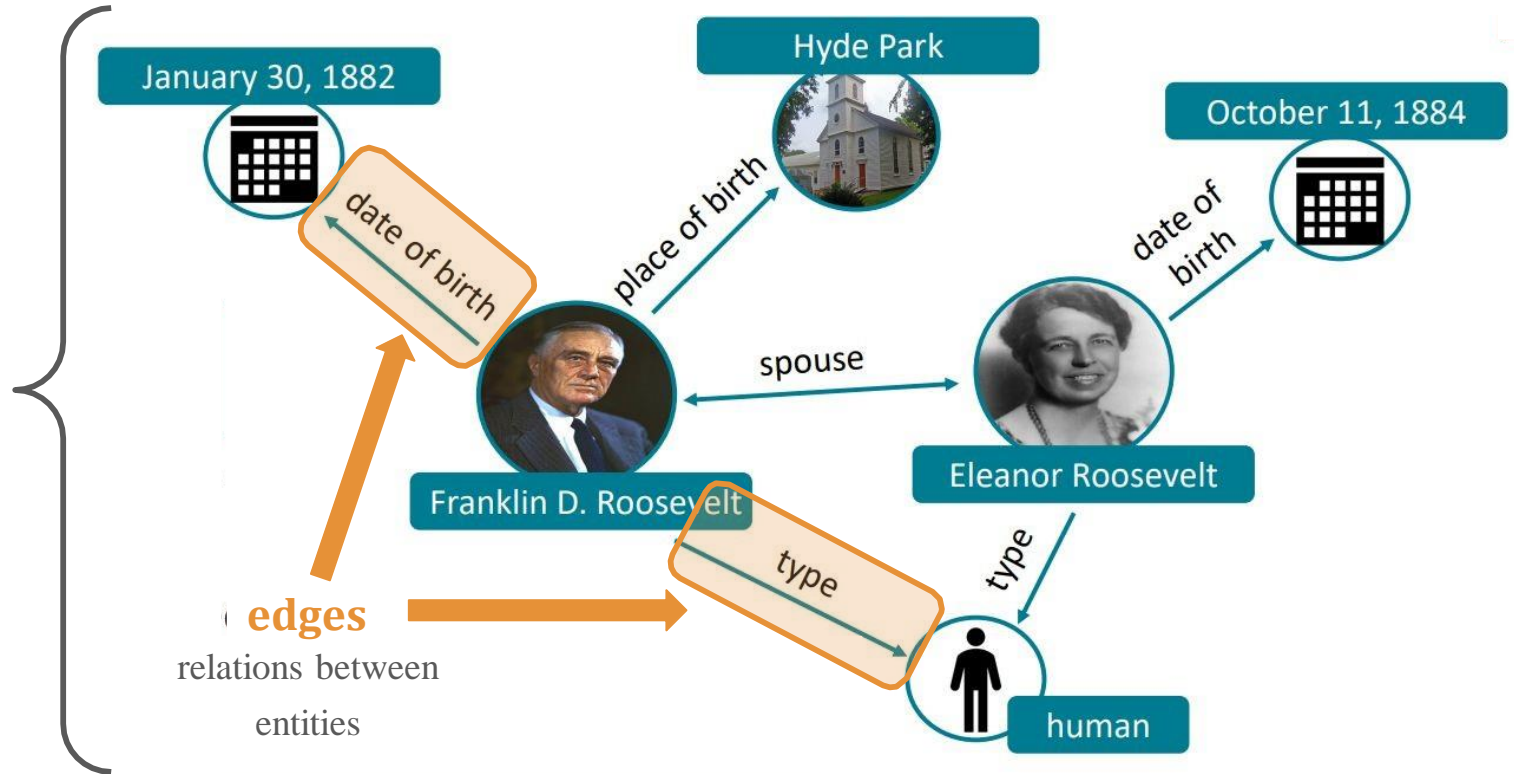 Hyde Park
January 30, 1882
October 11, 1884
date of birth
place of birth
date of
birth
spouse
Eleanor Roosevelt
Franklin D. Roosevelt
type
type
edges
relations between
entities
human